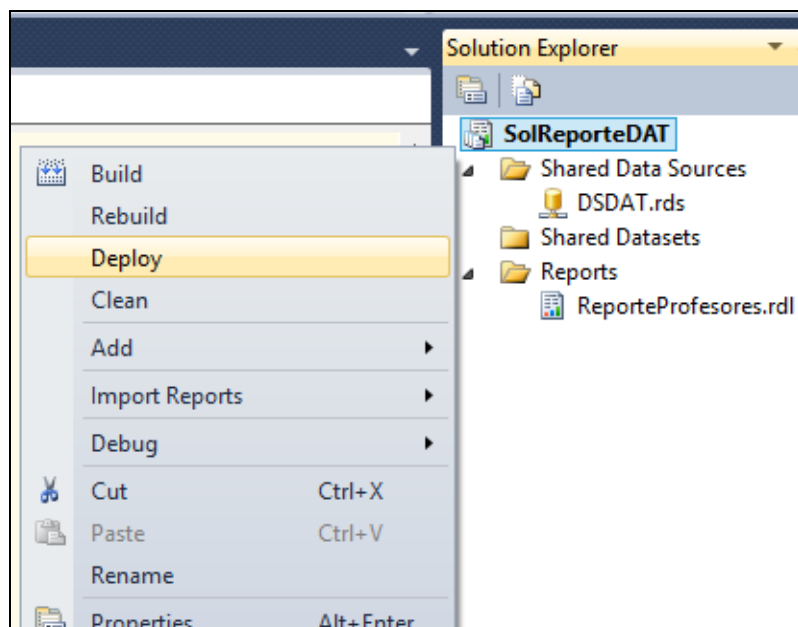 Solution Explorer
SolReporteDAT
Shared Data Sources
DSDAT.rds
Shared Datasets
Reports
ReporteProfesores.rdl
Build
Rebuild
Deploy
Clean
Add
Import Reports
Debug
Cut Ctrl+X
Paste Ctrl+V
Rename
Properties Alt+Enter